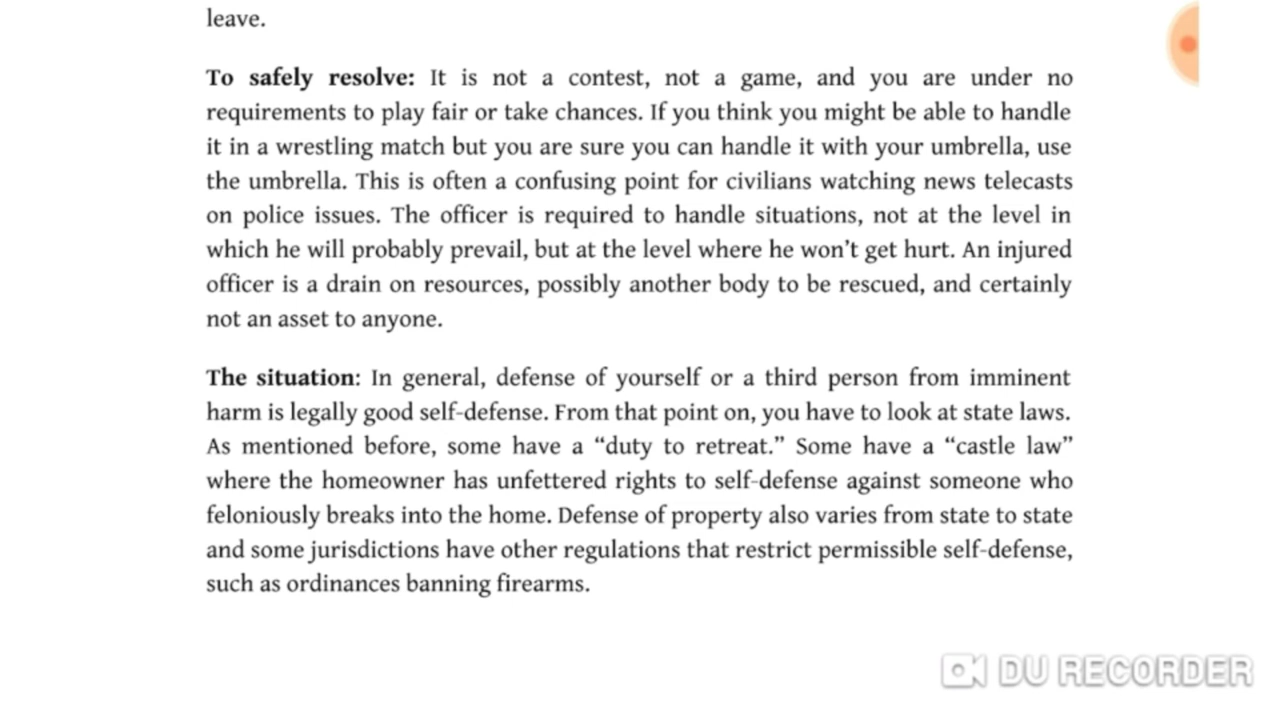 leave.
To safely resolve: It is not a contest, not a game, and you are under no
requirements to play fair or take chances. If you think you might be able to handle
it in a wrestling match but you are sure you can handle it with your umbrella, use
the umbrella. This is often a confusing point for civilians watching news telecasts
on police issues. The officer is required to handle situations, not at the level in
which he will probably prevail, but at the level where he won’t get hurt. An injured
officer is a drain on resources, possibly another body to be rescued, and certainly
not an asset to anyone.
The situation: In general, defense of yourself or a third person from imminent
harm is legally good self-defense. From that point on, you have to look at state laws.
As mentioned before, some have a “duty to retreat.” Some have a “castle law”
where the homeowner has unfettered rights to self-defense against someone who
feloniously breaks into the home. Defense of property also varies from state to state
and some jurisdictions have other regulations that restrict permissible self-defense,
such as ordinances banning firearms.
DU RECORDER